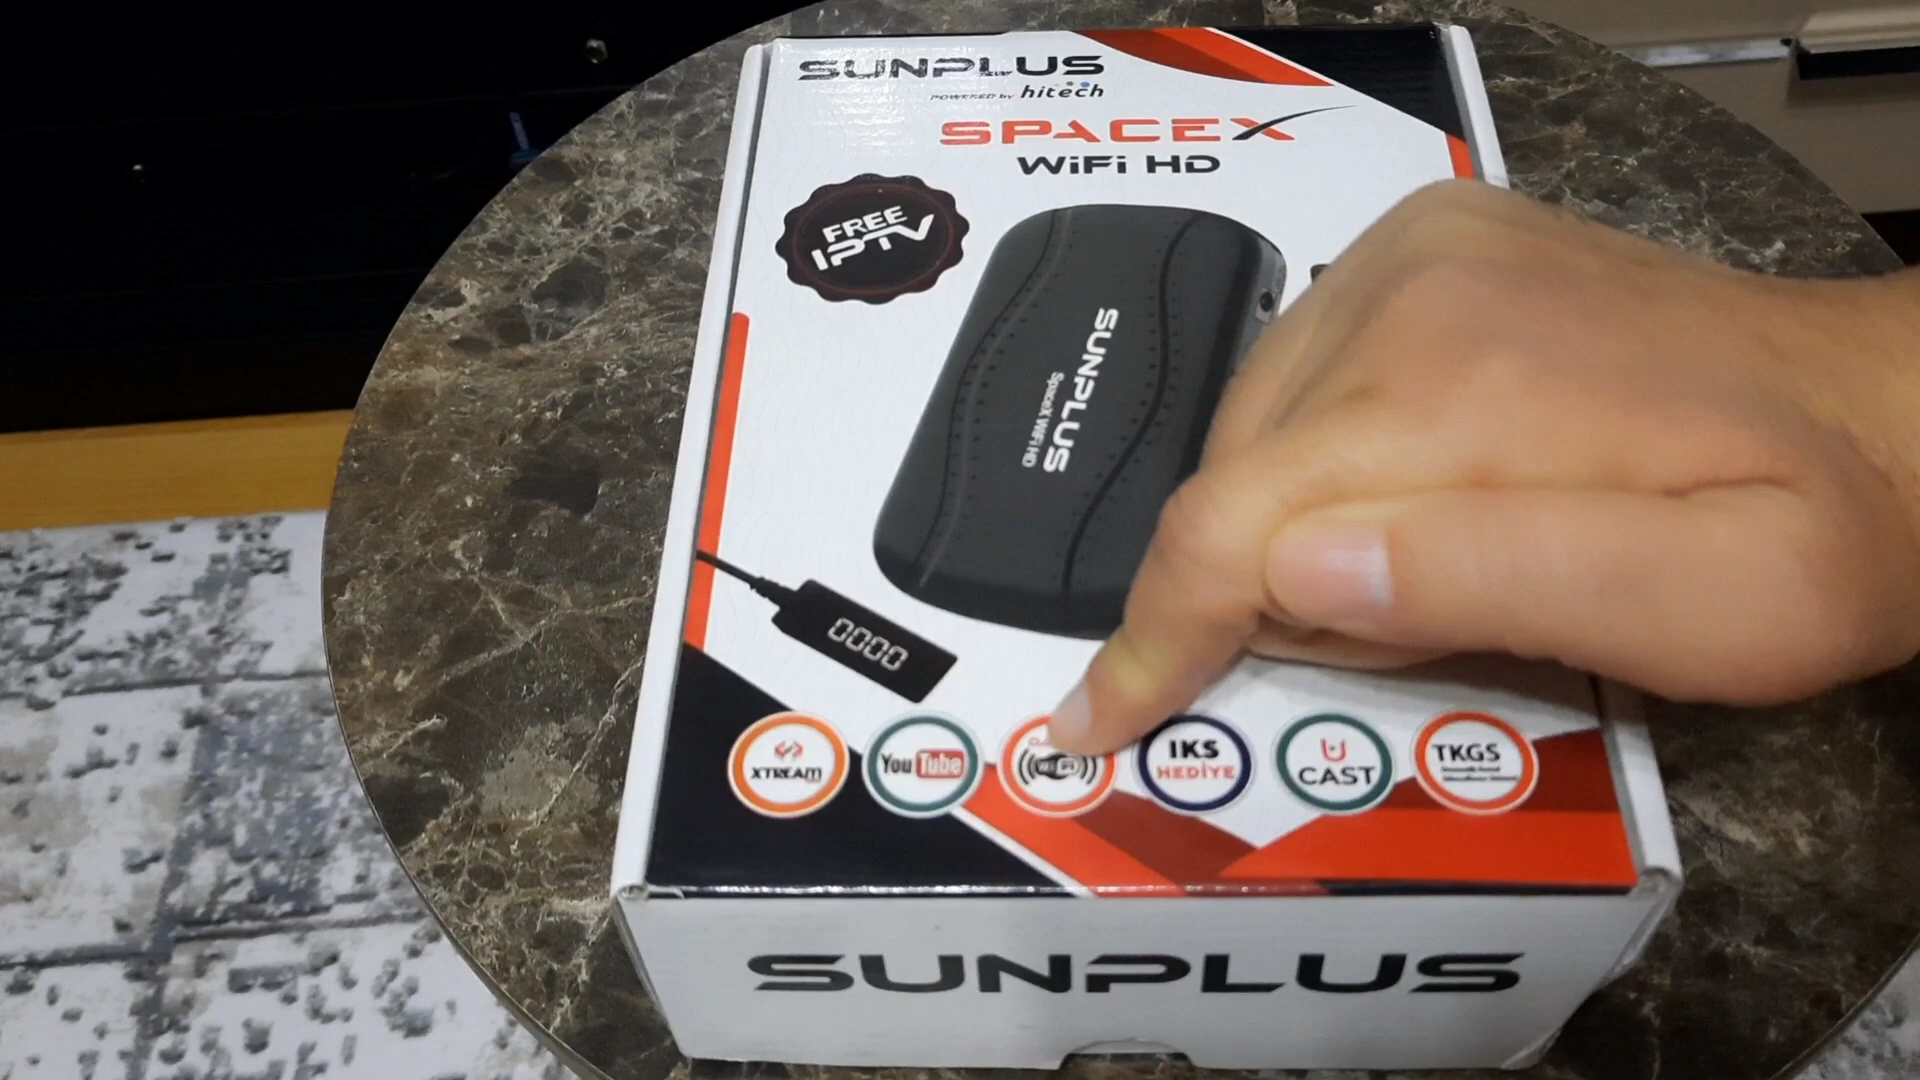 SUNPLUS
POWERED by hitech
SPACEX
WiFi HD
FREE
IPTV
SUNPLUS
SpaceX WiFi HD
0000
XTREAM
YouTube
WiFi
IKS
HEDİYE
U
CAST
TKGS
SUNPLUS